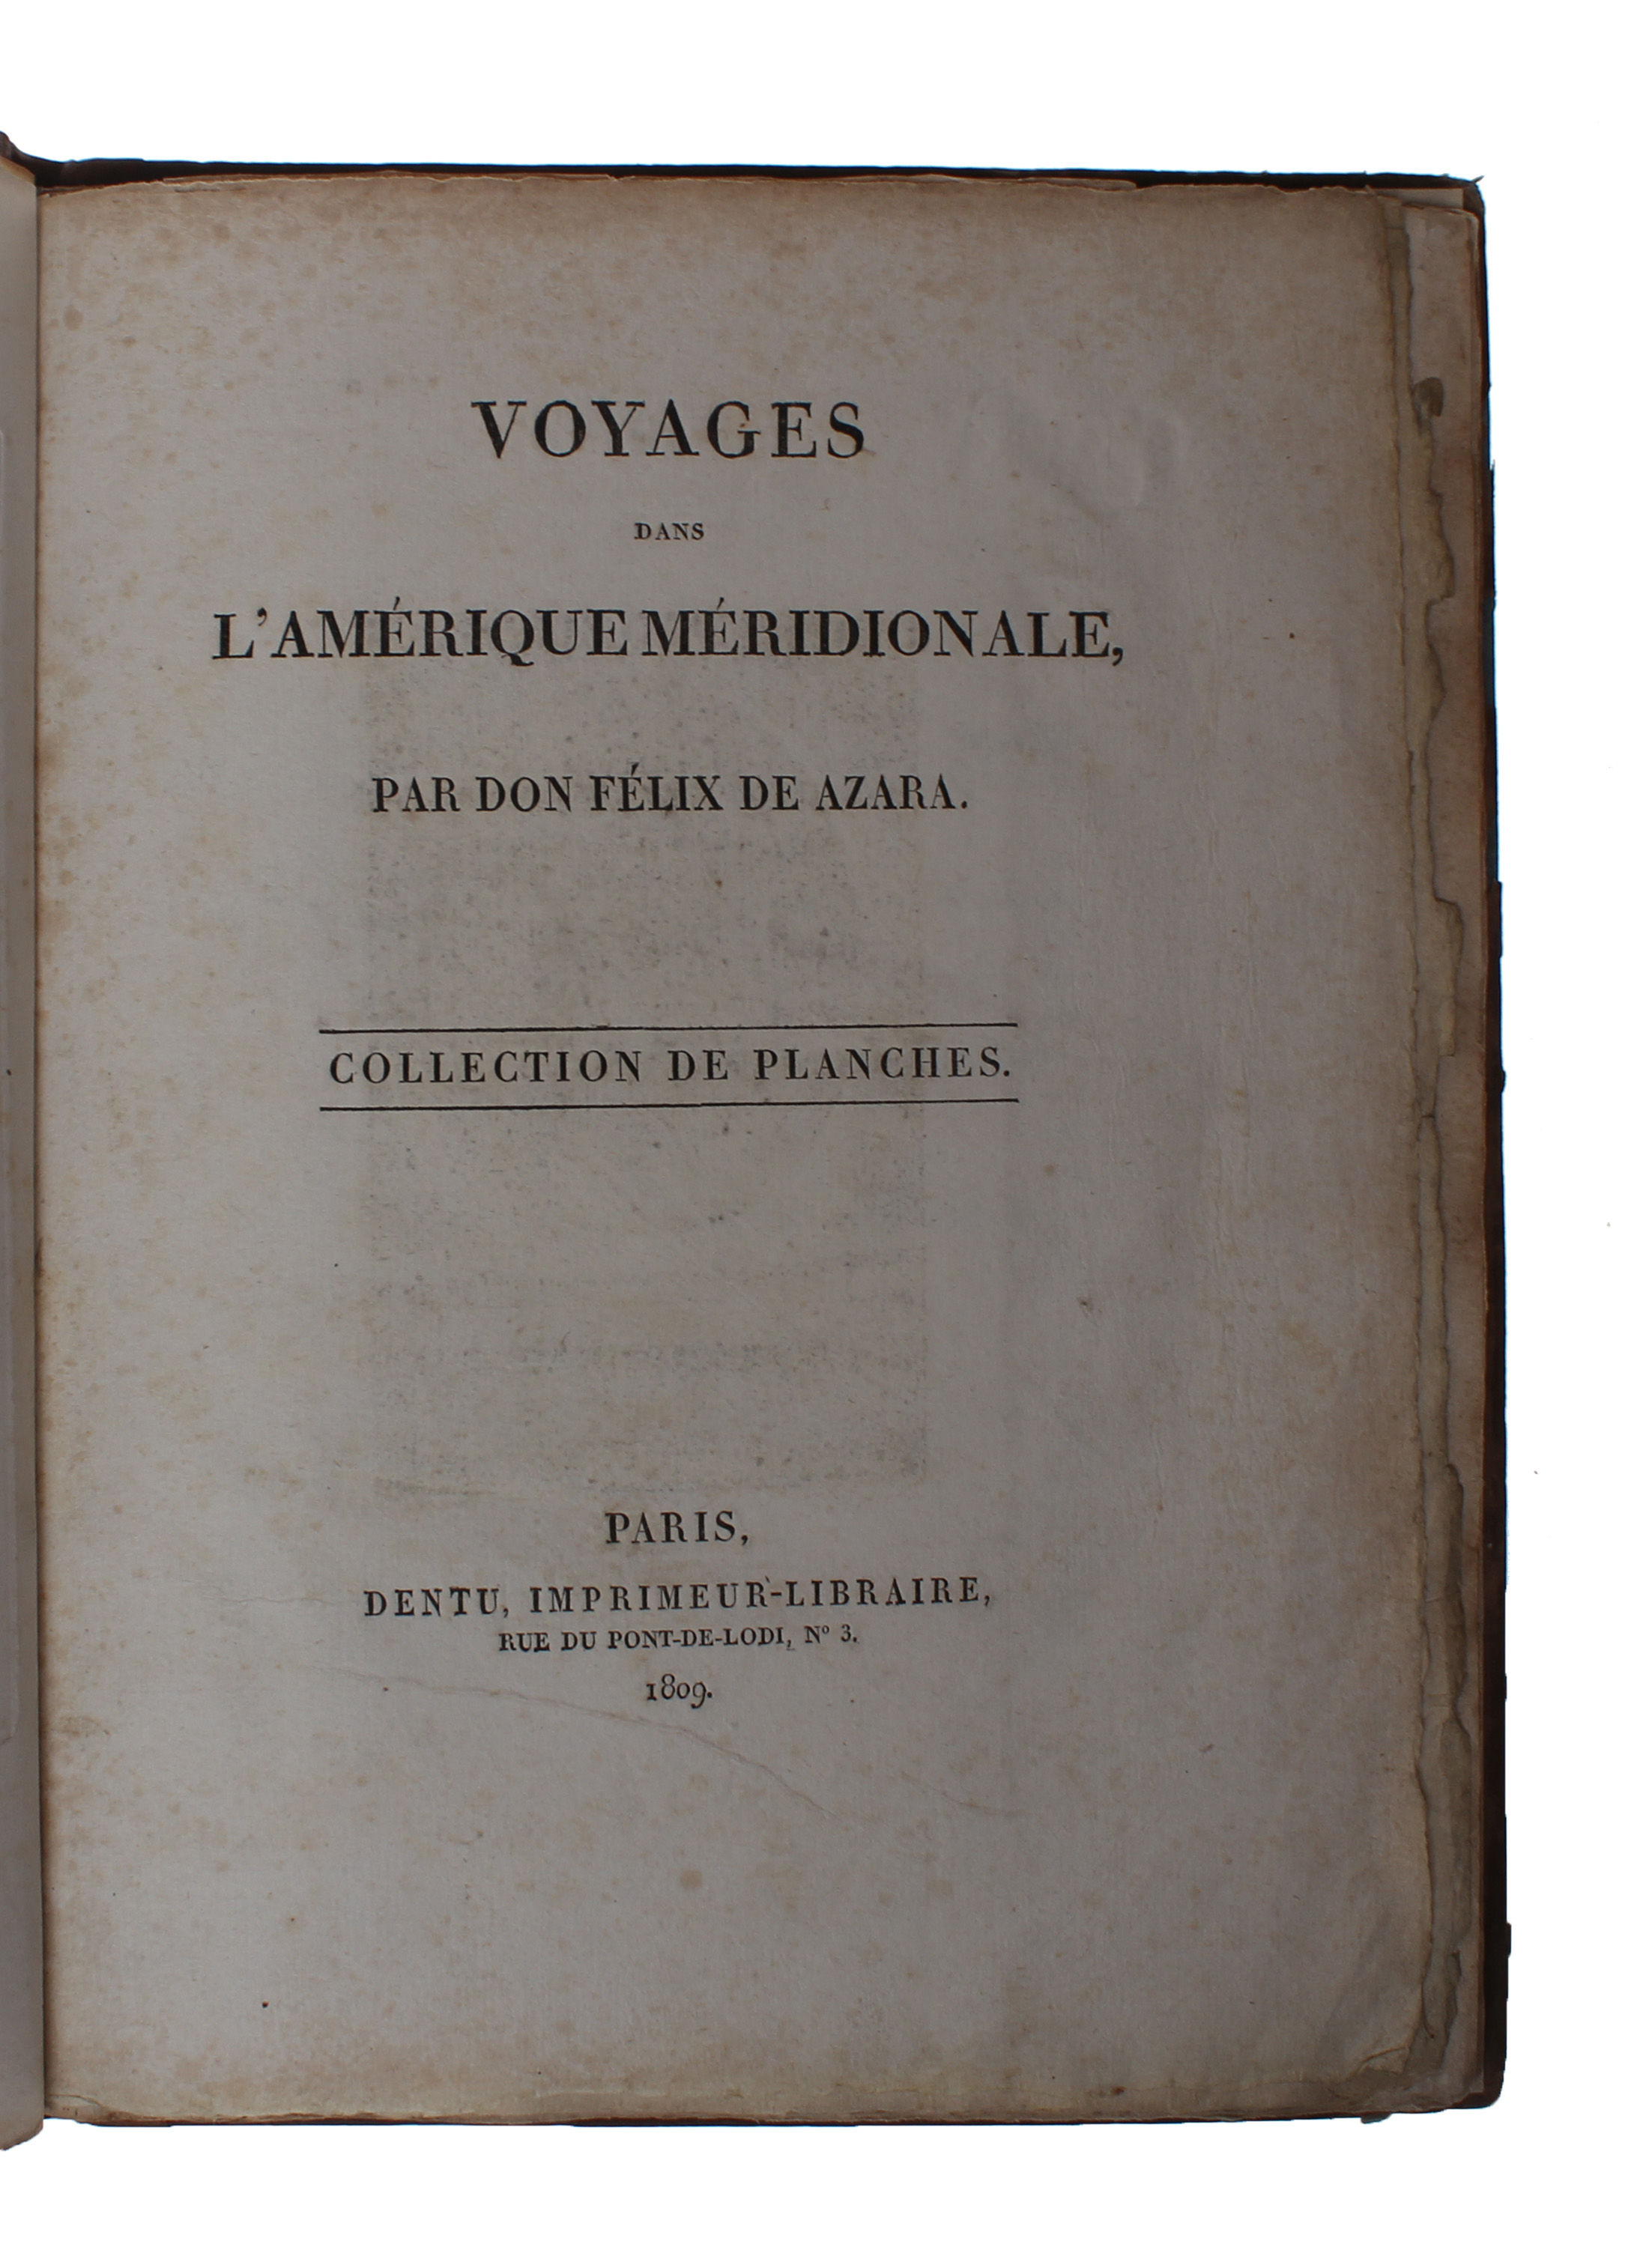 VOYAGES
DANS
L'AMÉRIQUE MÉRIDIONALE,
PAR DON FÉLIX DE AZARA.
COLLECTION DE PLANCHES.
PARIS,
DENTU, IMPRIMEUR-LIBRAIRE,
RUE DU PONT-DE-LODI, Nº 3.
1809.